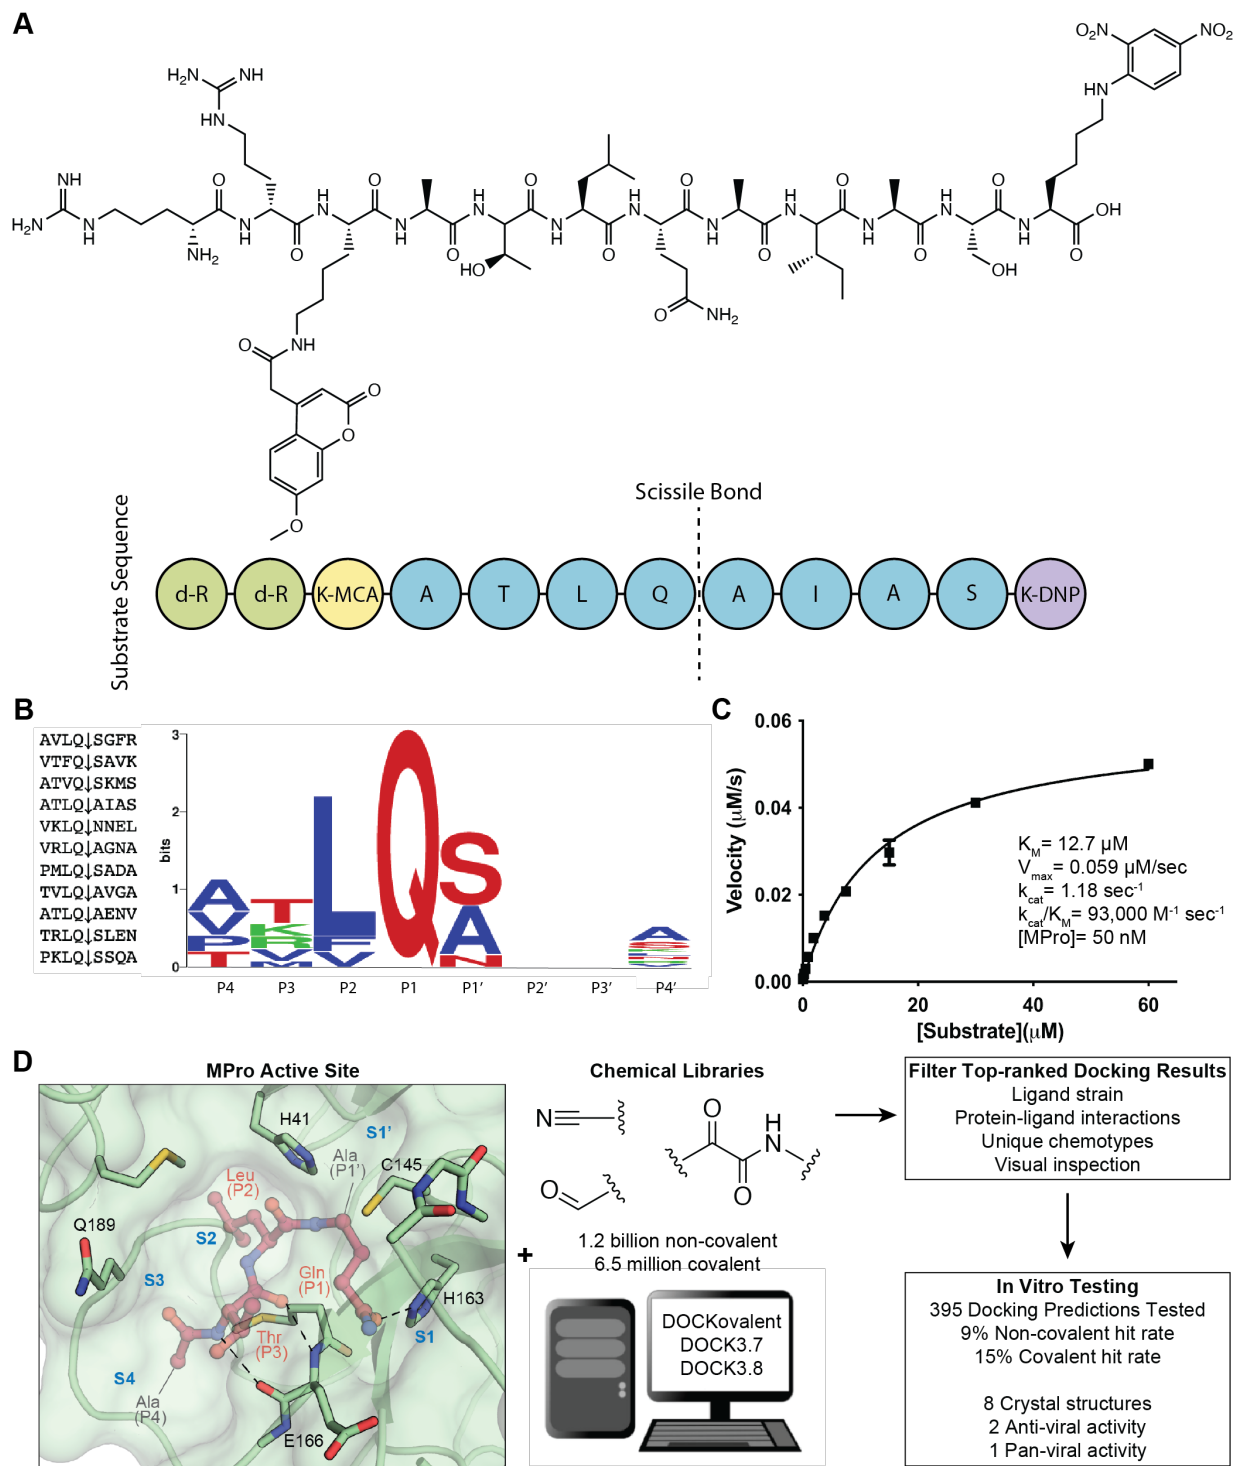 A
O₂N
NO₂
HN
H₂N
NH
HN
NH
H₂N
N
H
O
NH₂
N
H
O
H
N
O
N
H
O
H
N
HO
O
N
H
O
H
N
O
O
NH₂
N
H
O
H
N
O
N
H
O
H
N
OH
O
N
H
OH
O
O
NH
O
O
O
Substrate Sequence
Scissile Bond
d-R d-R K-MCA A T L Q A I A S K-DNP
B
AVLQ↓SGFR
VTFQ↓SAVK
ATVQ↓SKMS
ATLQ↓AIAS
VKLQ↓NNEL
VRLQ↓AGNA
PMLQ↓SADA
TVLQ↓AVGA
ATLQ↓AENV
TRLQ↓SLEN
PKLQ↓SSQA
bits
3
2
1
0
A
V
P
T
T
K
R
V
M
L
F
V
Q
S
A
N
A
P4 P3 P2 P1 P1’ P2’ P3’ P4’
C
Velocity (μM/s)
0.06
0.04
0.02
0.00
0 20 40 60
[Substrate](μM)
K_M= 12.7 μM
V_max= 0.059 μM/sec
k_cat= 1.18 sec⁻¹
k_cat/K_M= 93,000 M⁻¹ sec⁻¹
[MPro]= 50 nM
D
MPro Active Site
H41
S1’
Ala
(P1’)
C145
Leu
(P2)
Q189
S2
S3
Gln
(P1)
H163
S1
Thr
(P3)
S4
Ala
(P4)
E166
+
Chemical Libraries
N
O
H
N
O
O
1.2 billion non-covalent
6.5 million covalent
DOCKovalent
DOCK3.7
DOCK3.8
Filter Top-ranked Docking Results
Ligand strain
Protein-ligand interactions
Unique chemotypes
Visual inspection
In Vitro Testing
395 Docking Predictions Tested
9% Non-covalent hit rate
15% Covalent hit rate
8 Crystal structures
2 Anti-viral activity
1 Pan-viral activity